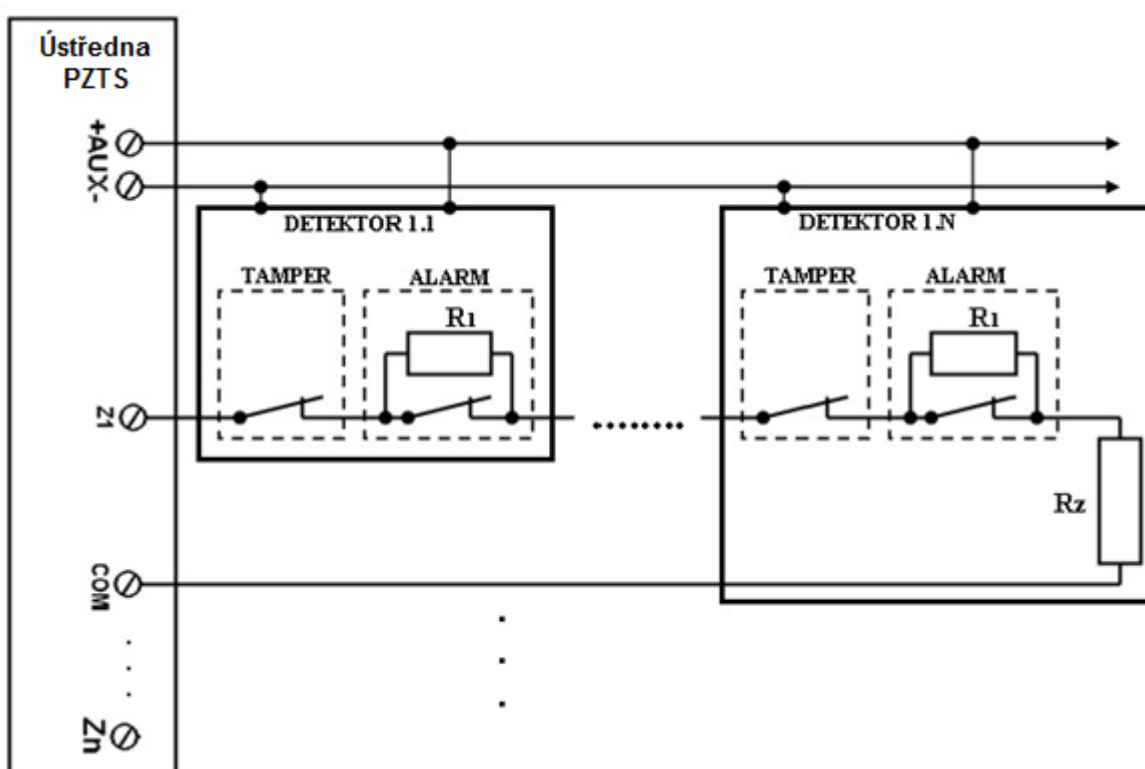 Ústředna
PZTS
+AUX-
DETEKTOR 1.1
DETEKTOR 1.N
TAMPER
ALARM
TAMPER
ALARM
R1
R1
Z1
Rz
COM
Zn